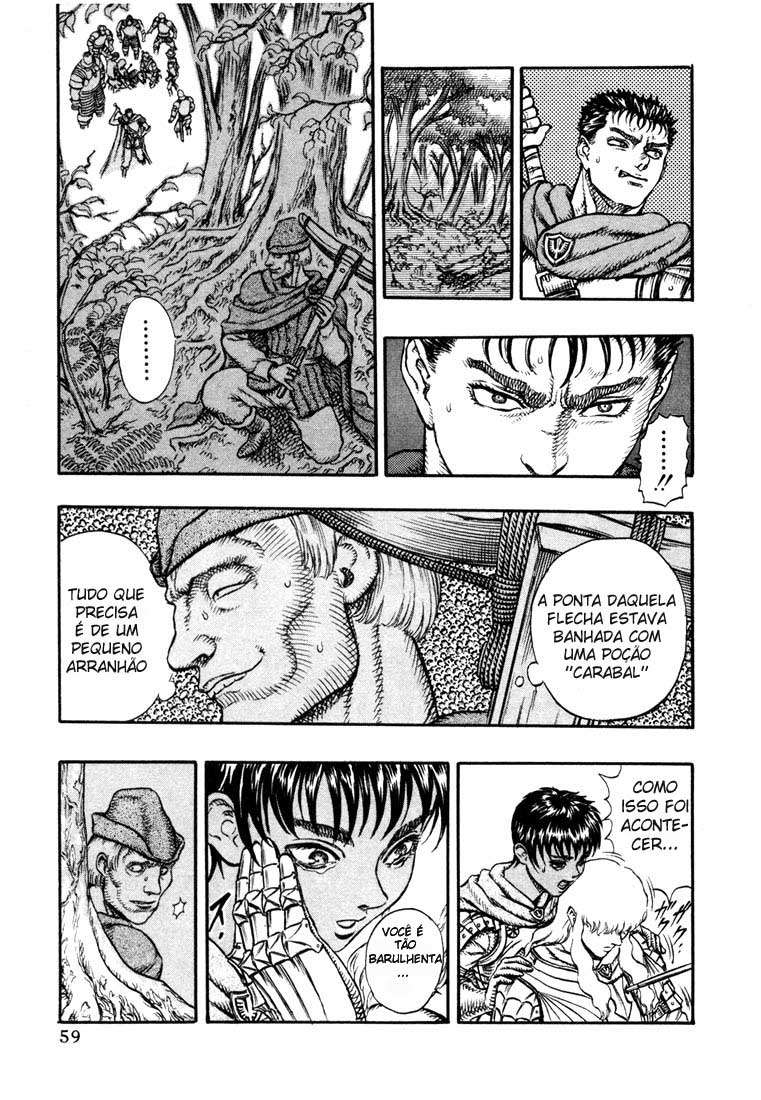 ......
......!!
A PONTA DAQUELA
FLECHA ESTAVA
BANHADA COM
UMA POÇÃO
"CARABAL"
TUDO QUE
PRECISA
É DE UM
PEQUENO
ARRANHÃO
COMO
ISSO FOI
ACONTE-
CER...
VOCÊ É
TÃO
BARULHENTA
...
59